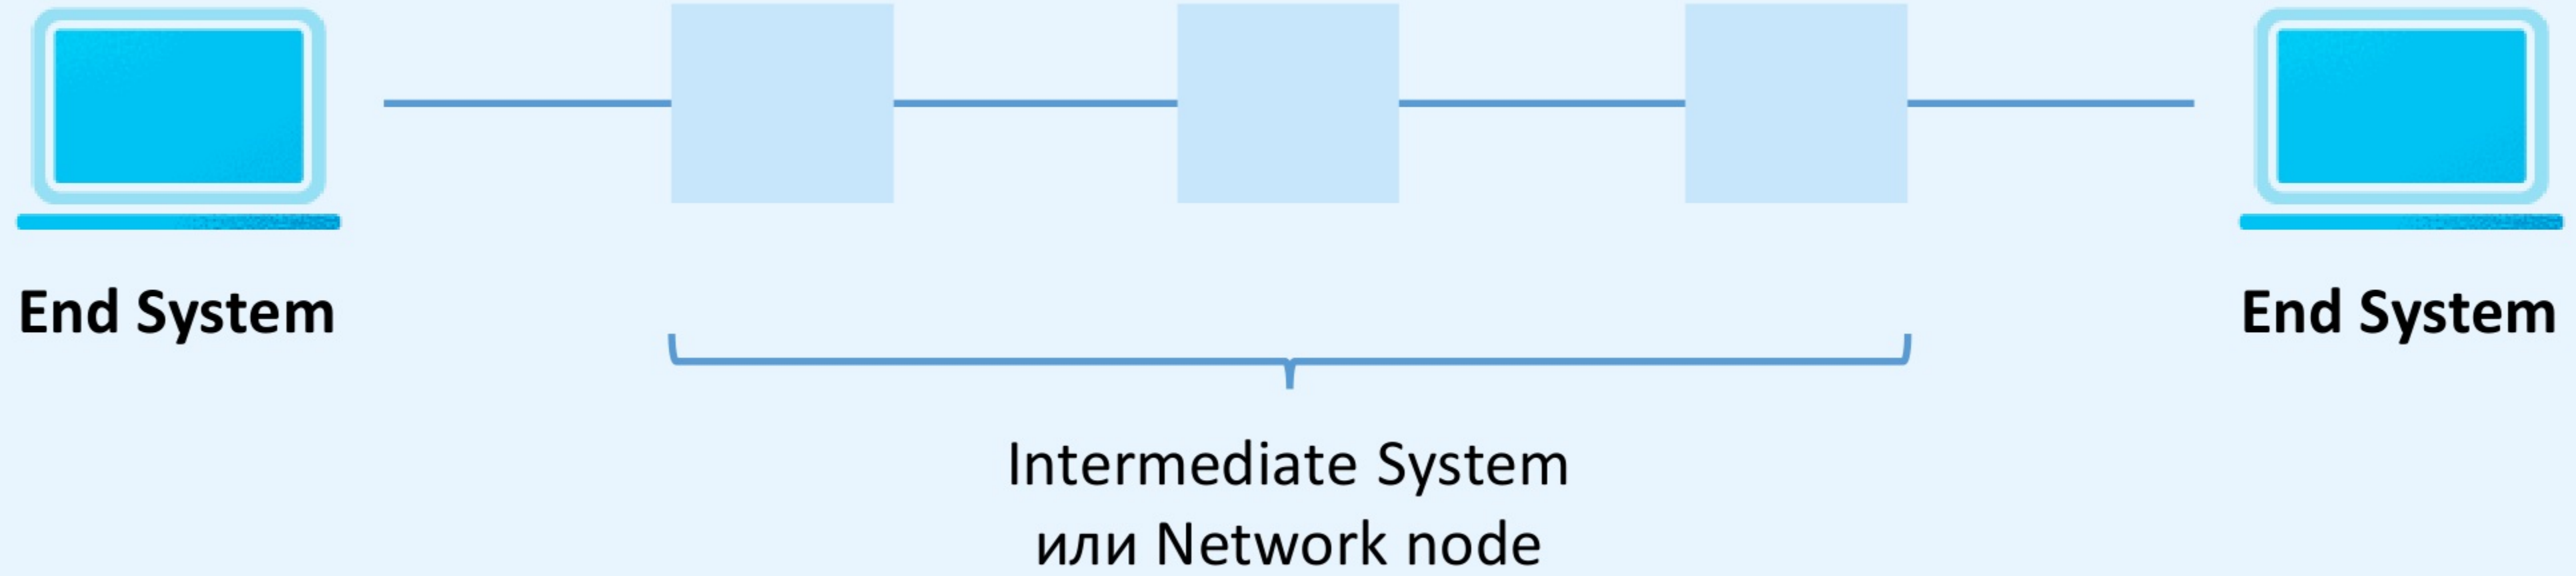 End System
End System
Intermediate System
или Network node